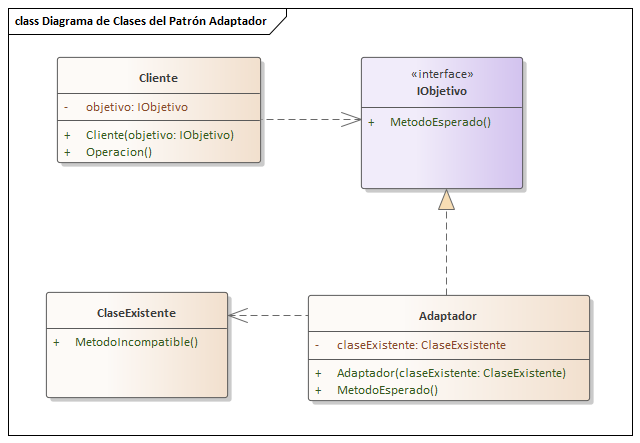 class Diagrama de Clases del Patrón Adaptador
Cliente
- objetivo: IObjetivo
+ Cliente(objetivo: IObjetivo)
+ Operacion()
«interface»
IObjetivo
+ MetodoEsperado()
ClaseExistente
+ MetodoIncompatible()
Adaptador
- claseExistente: ClaseExsistente
+ Adaptador(claseExistente: ClaseExistente)
+ MetodoEsperado()